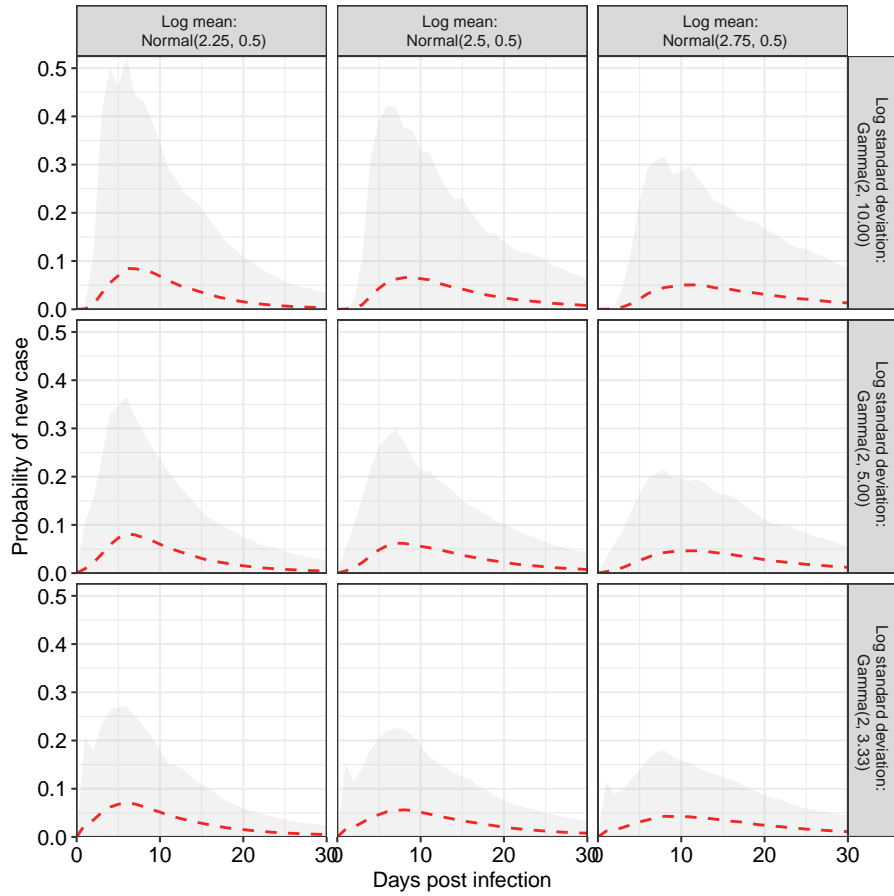 Log mean:
Normal(2.25, 0.5)
Log mean:
Normal(2.5, 0.5)
Log mean:
Normal(2.75, 0.5)
Log standard deviation:
Gamma(2, 10.00)
Log standard deviation:
Gamma(2, 5.00)
Log standard deviation:
Gamma(2, 3.33)
Probability of new case
0.5
0.4
0.3
0.2
0.1
0.0
0.5
0.4
0.3
0.2
0.1
0.0
0.5
0.4
0.3
0.2
0.1
0.0
0 10 20 30
0 10 20 30
0 10 20 30
Days post infection